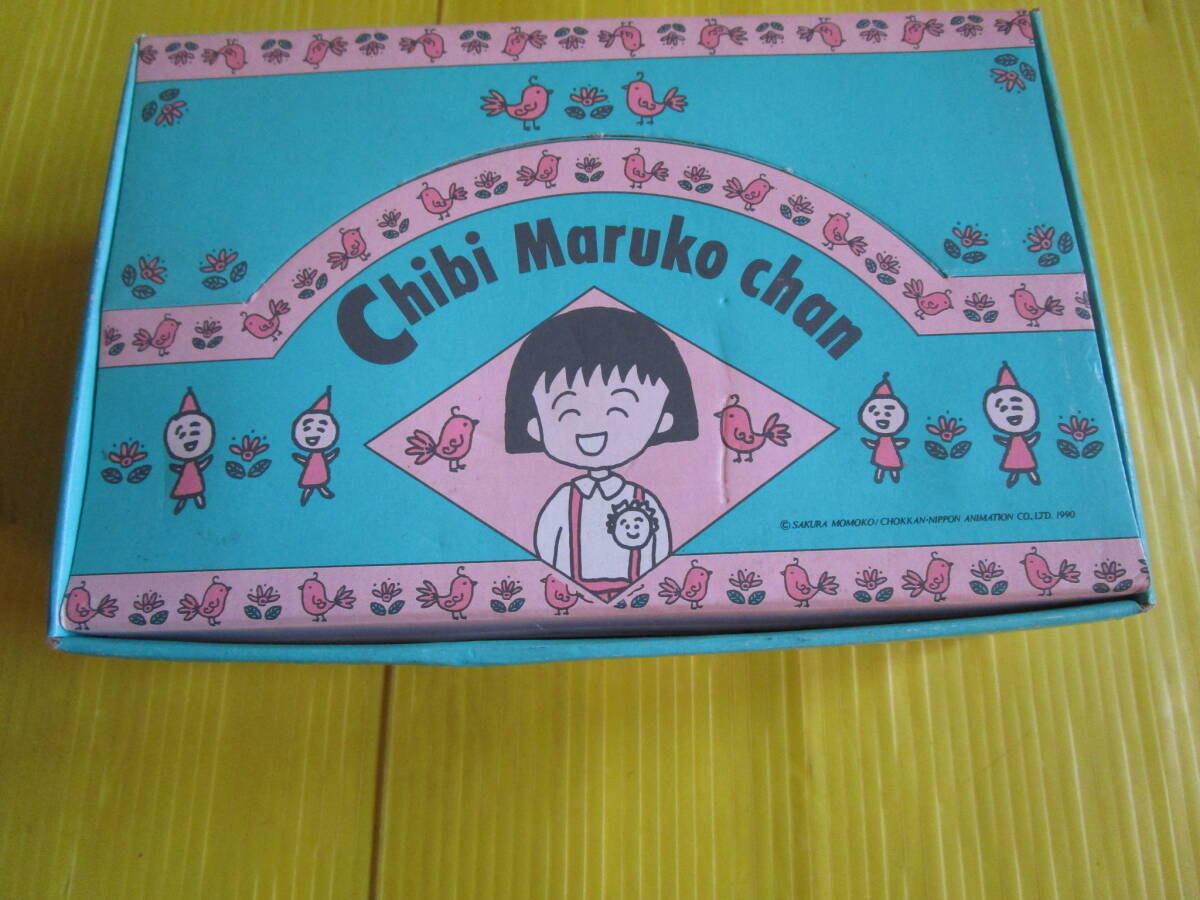 Chibi Maruko chan
©SAKURA MOMOKO/CHOKKAN·NIPPON ANIMATION CO.,LTD. 1990